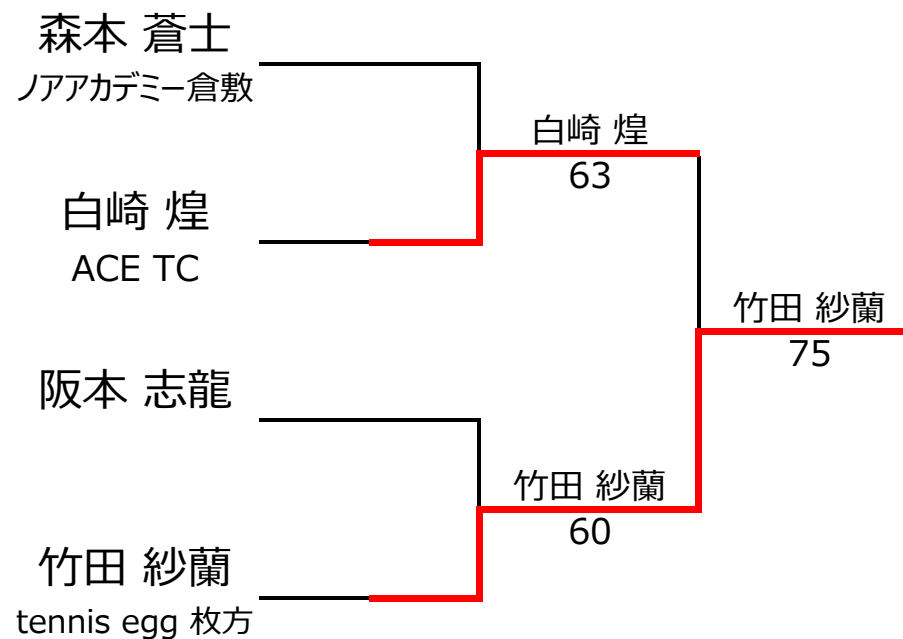 森本 蒼士
ノアアカデミー倉敷
白崎 煌
63
白崎 煌
ACE TC
竹田 紗蘭
75
阪本 志龍
竹田 紗蘭
60
竹田 紗蘭
tennis egg 枚方